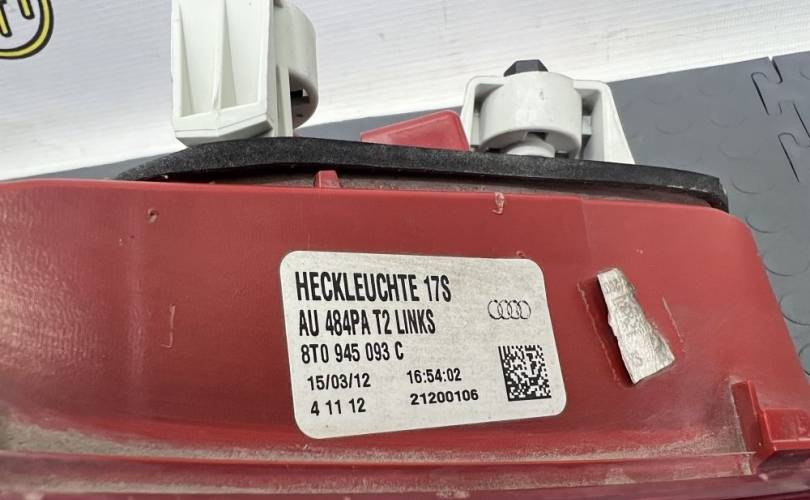 HECKLEUCHTE 17S
AU 484PA T2 LINKS
8T0 945 093 C
15/03/12 16:54:02
4 11 12 21200106